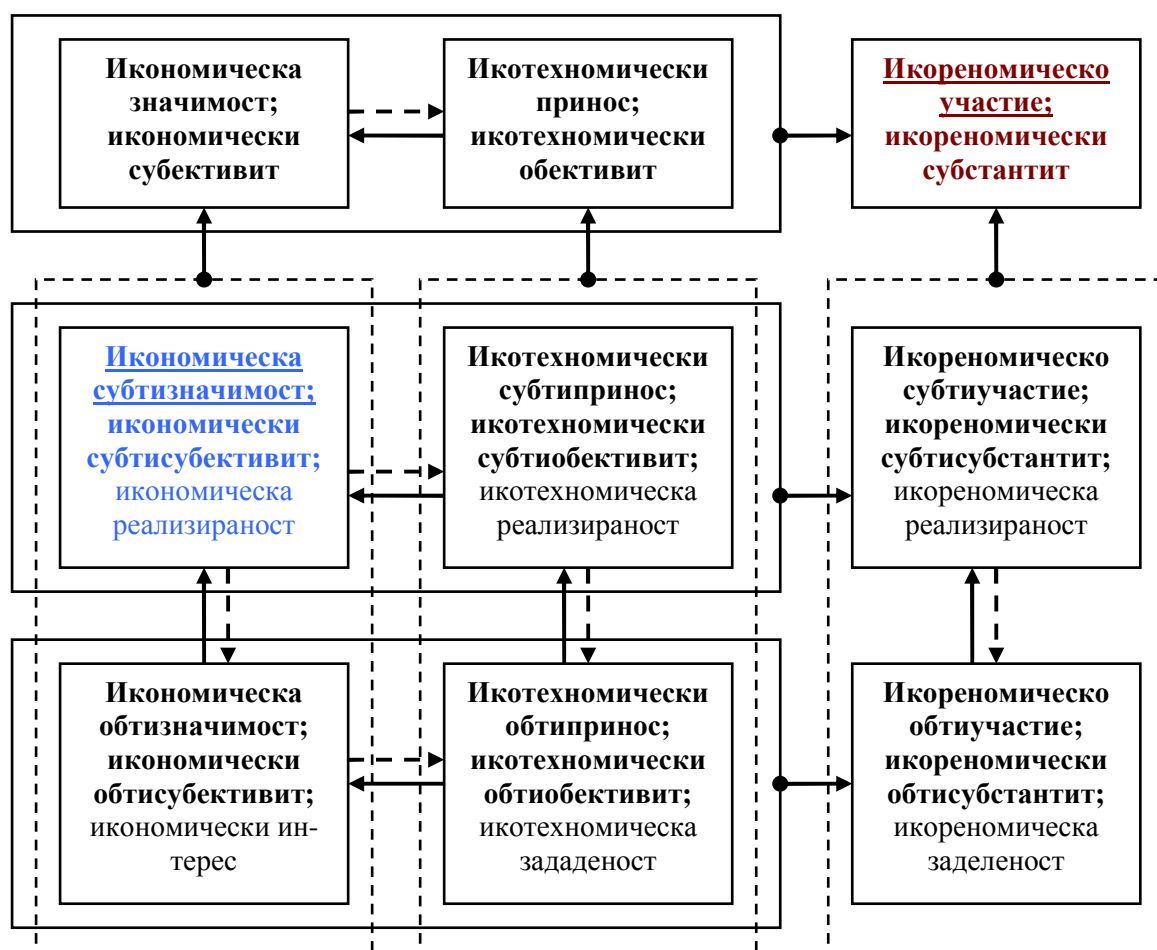 Икономическа
значимост;
икономически
субективит
Икотехномически
принос;
икотехномически
обективит
Икореномическо
участие;
икореномически
субстантит
Икономическа
субтизначимост;
икономически
субтисубективит;
икономическа
реализираност
Икотехномически
субтипринос;
икотехномически
субтиобективит;
икотехномическа
реализираност
Икореномическо
субтиучастие;
икореномически
субтисубстантит;
икореномическа
реализираност
Икономическа
обтизначимост;
икономически
обтисубективит;
икономически ин-
терес
Икотехномически
обтипринос;
икотехномически
обтиобективит;
икотехномическа
зададеност
Икореномическо
обтиучастие;
икореномически
обтисубстантит;
икореномическа
заделеност